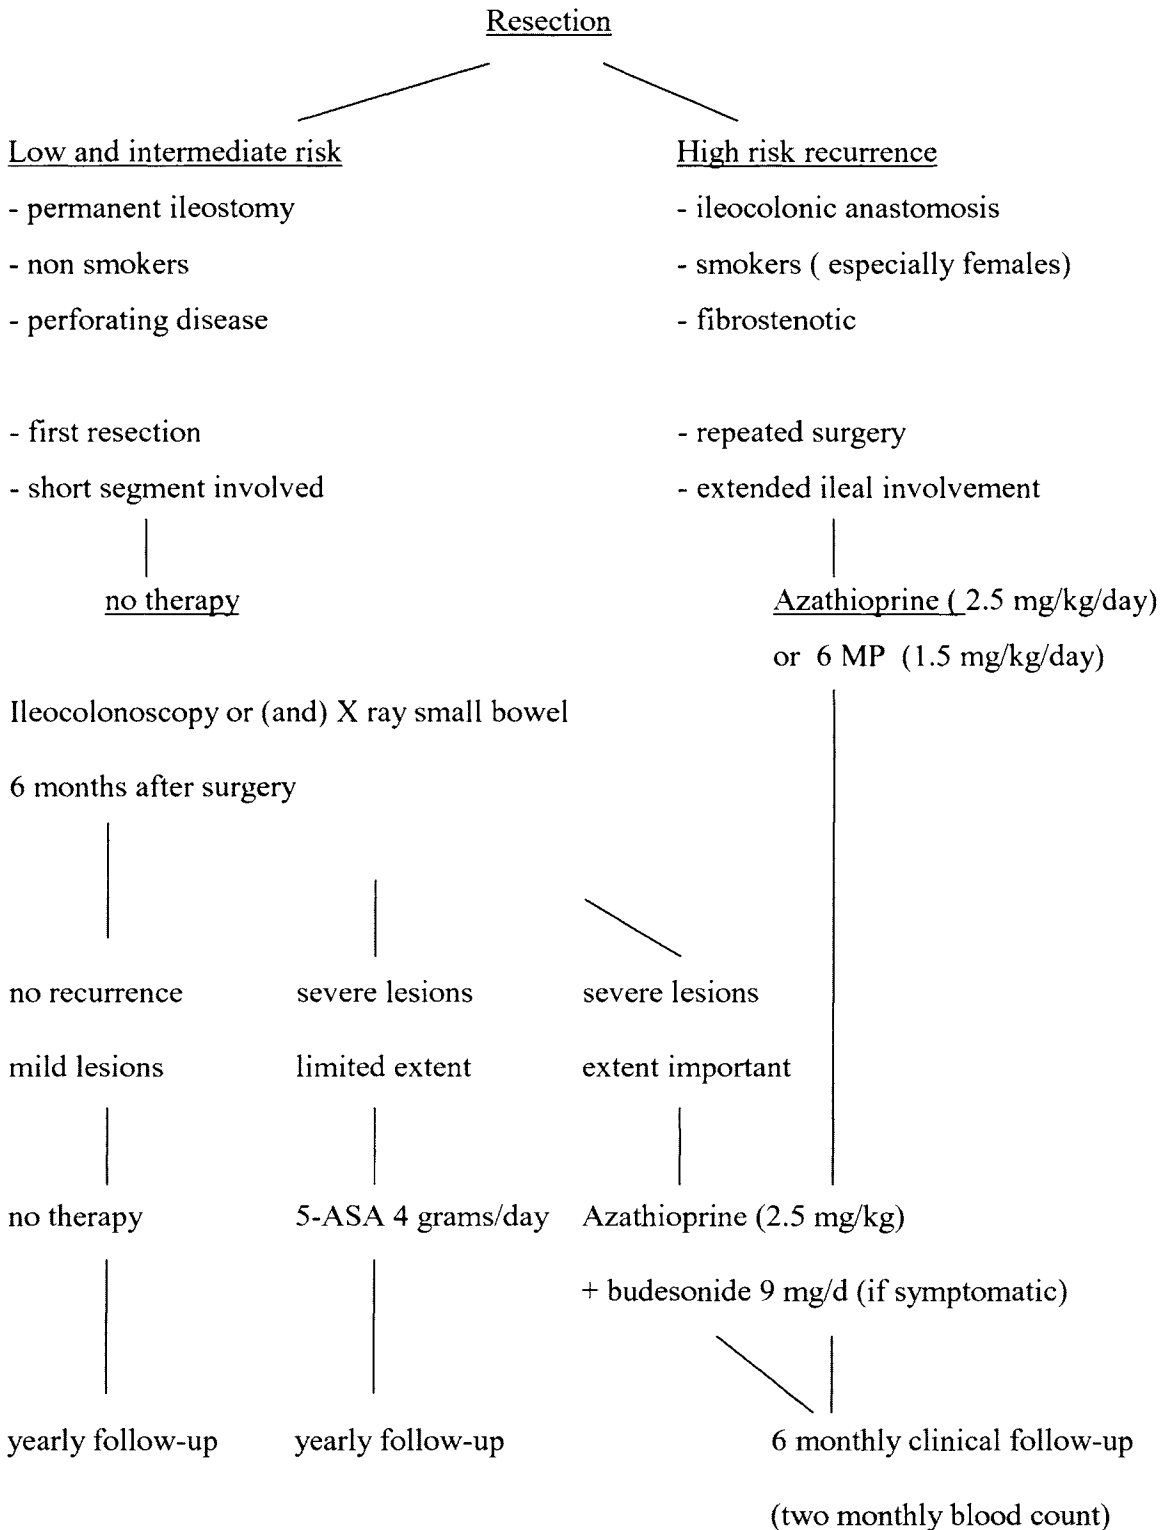 Resection
Low and intermediate risk
- permanent ileostomy
- non smokers
- perforating disease
- first resection
- short segment involved
no therapy
High risk recurrence
- ileocolonic anastomosis
- smokers ( especially females)
- fibrostenotic
- repeated surgery
- extended ileal involvement
Azathioprine ( 2.5 mg/kg/day)
or 6 MP (1.5 mg/kg/day)
Ileocolonoscopy or (and) X ray small bowel
6 months after surgery
no recurrence
mild lesions
no therapy
yearly follow-up
severe lesions
limited extent
5-ASA 4 grams/day
yearly follow-up
severe lesions
extent important
Azathioprine (2.5 mg/kg)
+ budesonide 9 mg/d (if symptomatic)
6 monthly clinical follow-up
(two monthly blood count)